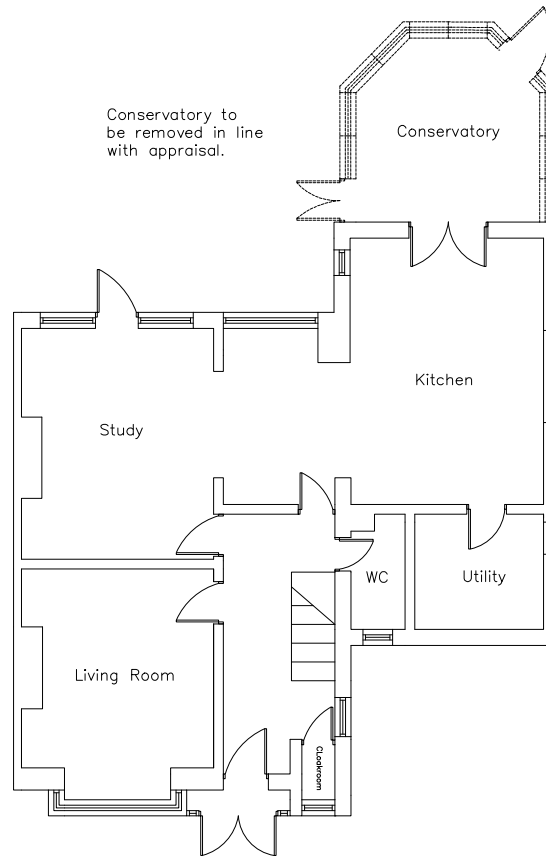 Conservatory to
be removed in line
with appraisal.
Conservatory
Kitchen
Study
WC
Utility
Living Room
CLoakroom